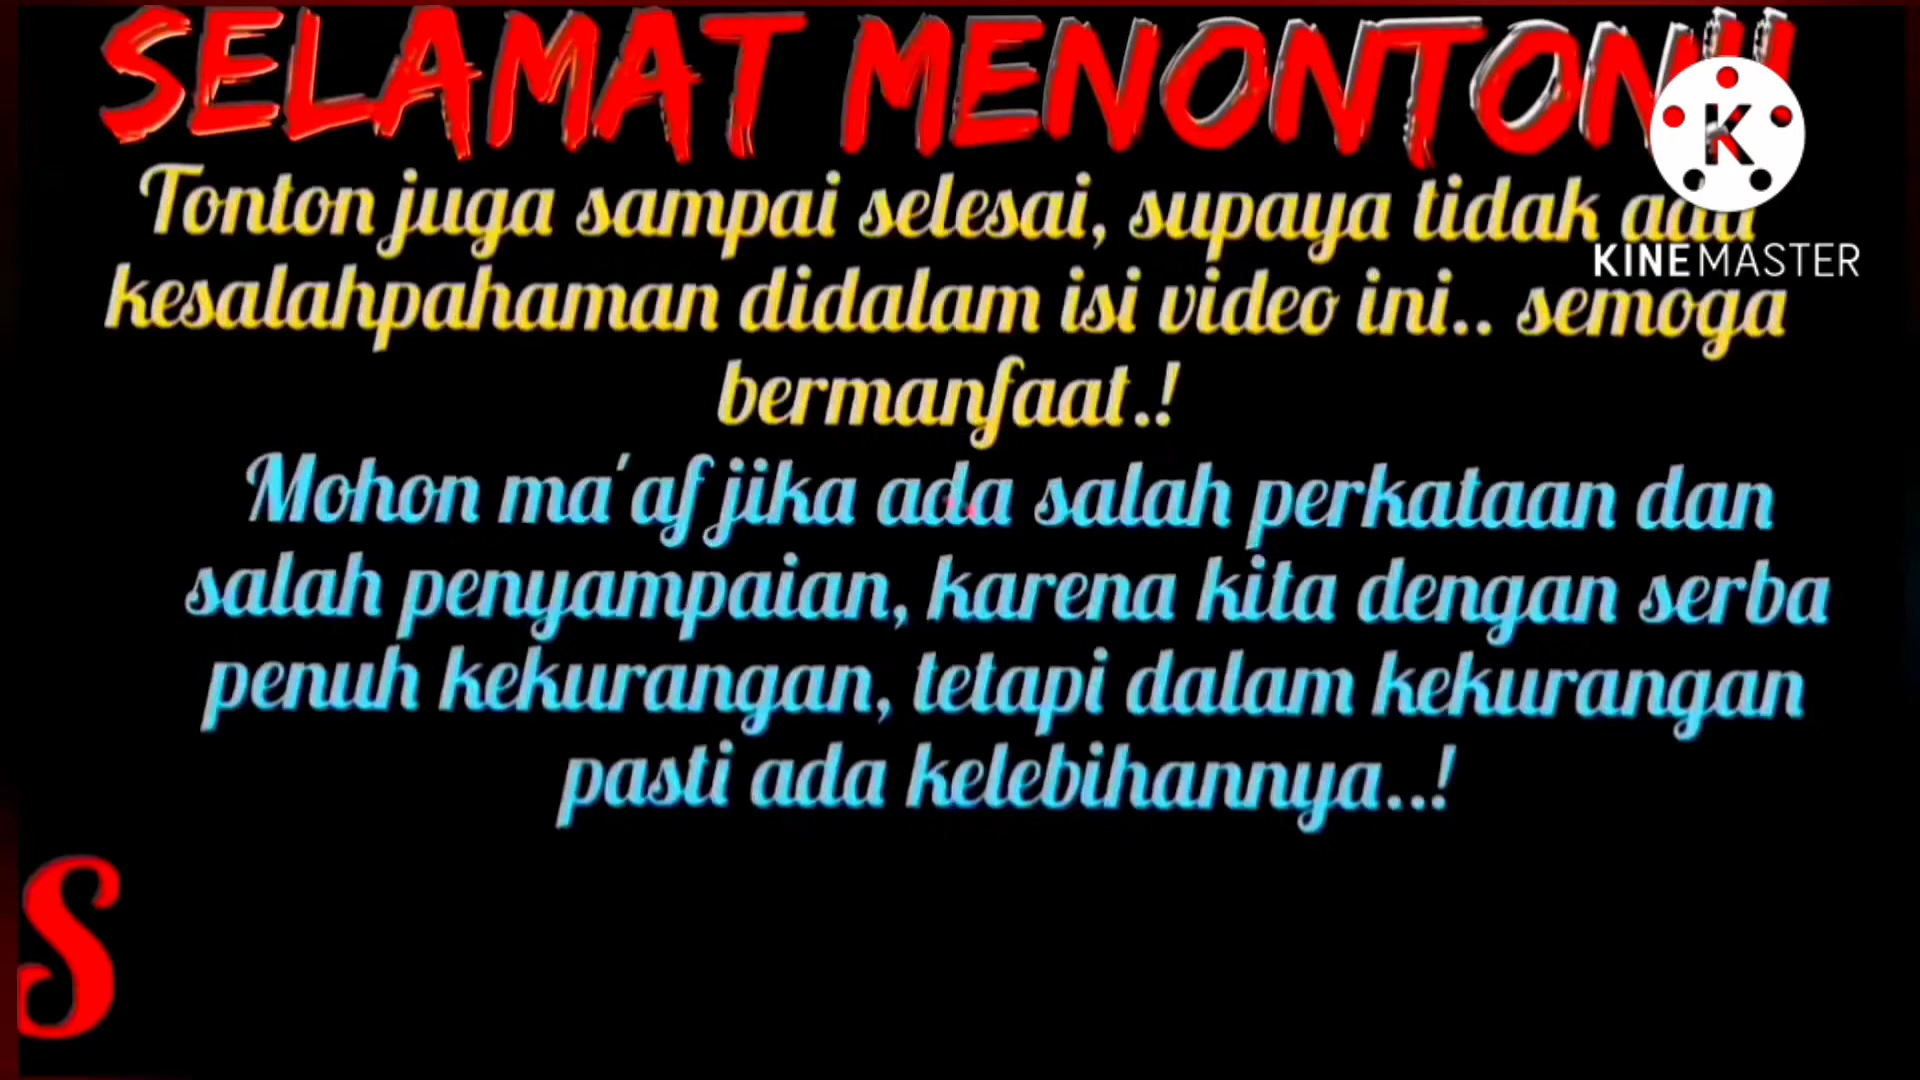 SELAMAT MENONTON!!
Tonton juga sampai selesai, supaya tidak ada
kesalahpahaman didalam isi video ini.. semoga
bermanfaat.!
Mohon ma'af jika ada salah perkataan dan
salah penyampaian, karena kita dengan serba
penuh kekurangan, tetapi dalam kekurangan
pasti ada kelebihannya..!
S
K
KINEMASTER